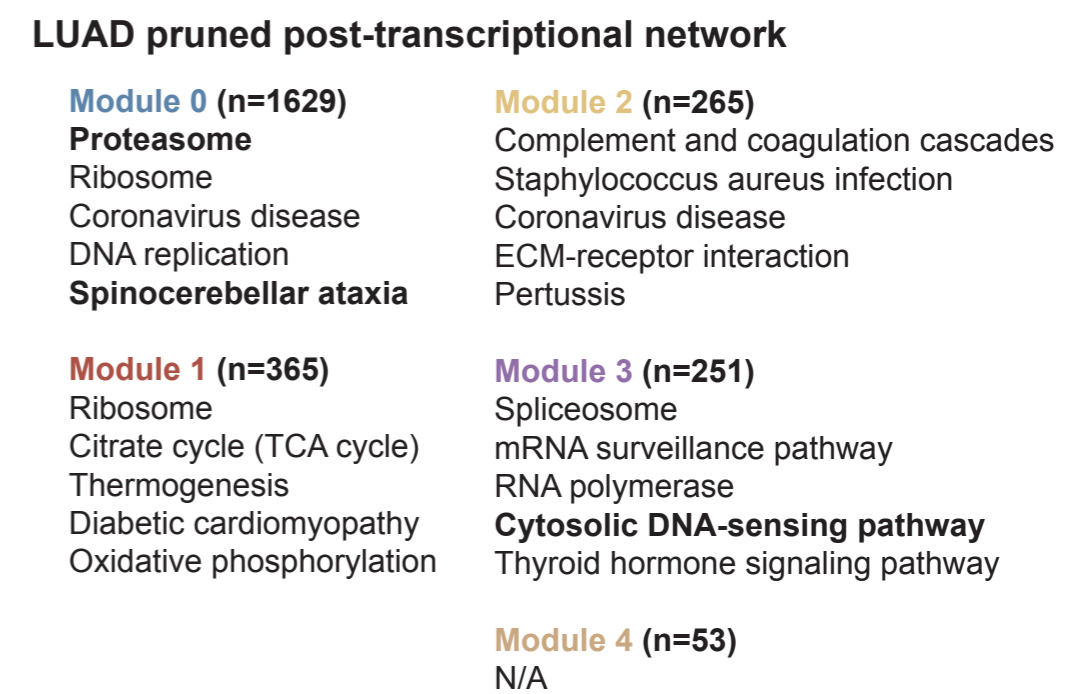 LUAD pruned post-transcriptional network
Module 0 (n=1629)
Proteasome
Ribosome
Coronavirus disease
DNA replication
Spinocerebellar ataxia
Module 1 (n=365)
Ribosome
Citrate cycle (TCA cycle)
Thermogenesis
Diabetic cardiomyopathy
Oxidative phosphorylation
Module 2 (n=265)
Complement and coagulation cascades
Staphylococcus aureus infection
Coronavirus disease
ECM-receptor interaction
Pertussis
Module 3 (n=251)
Spliceosome
mRNA surveillance pathway
RNA polymerase
Cytosolic DNA-sensing pathway
Thyroid hormone signaling pathway
Module 4 (n=53)
N/A